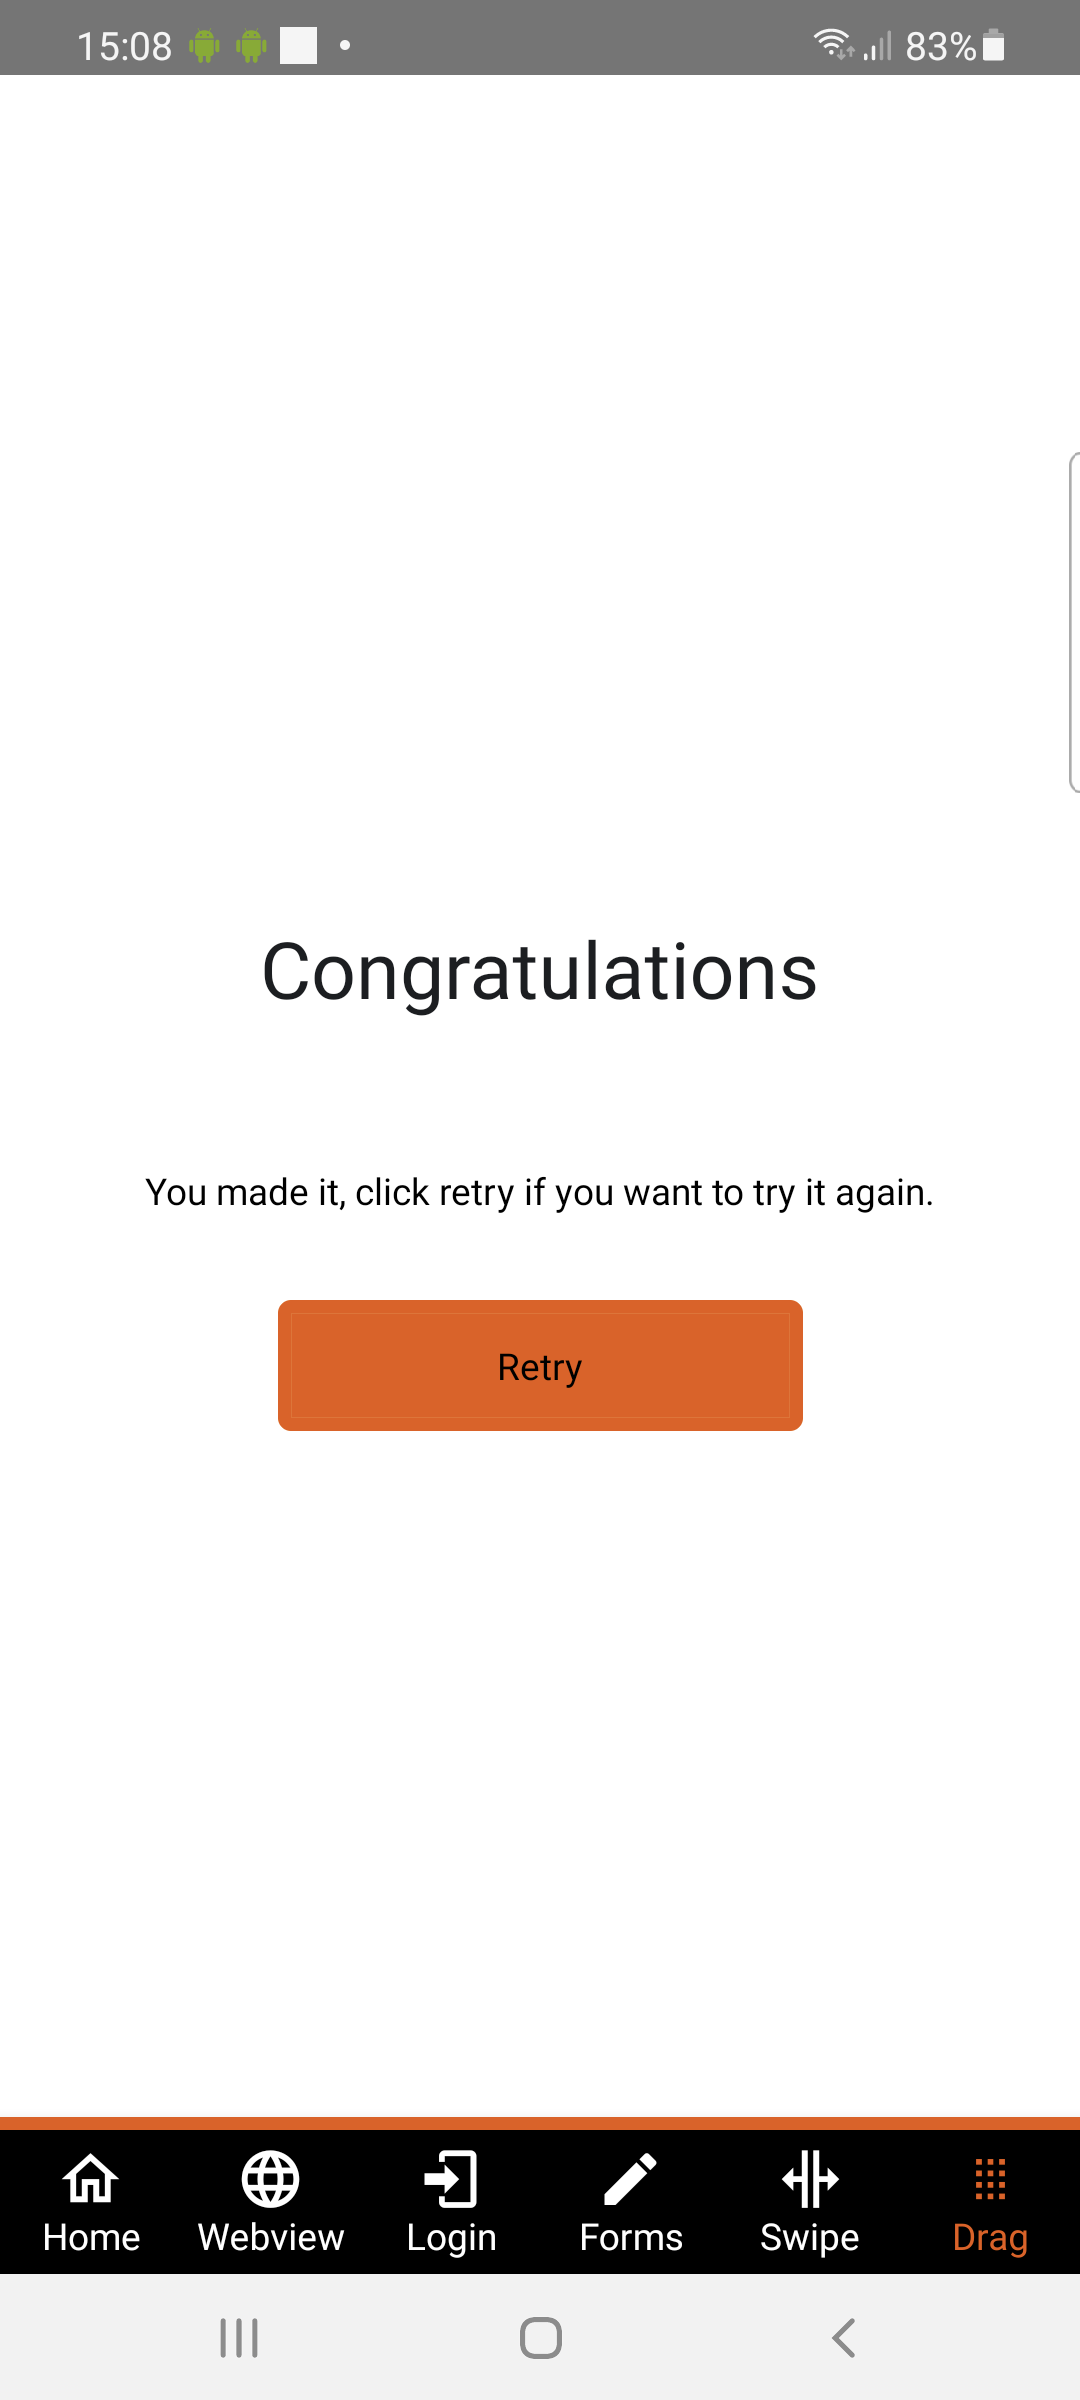 15:08 83%
Congratulations
You made it, click retry if you want to try it again.
Retry
Home Webview Login Forms Swipe Drag